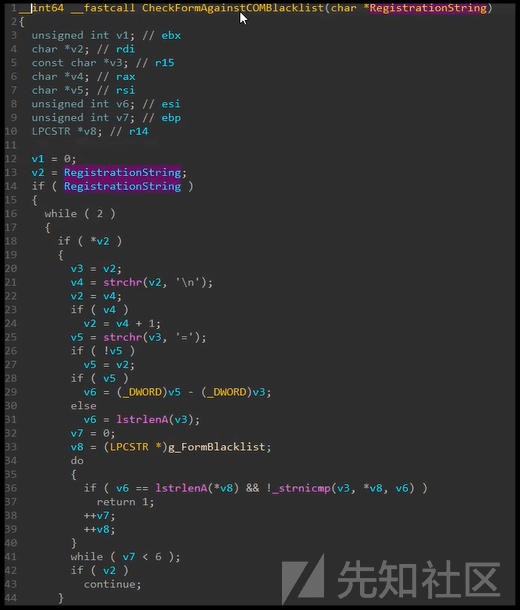 1 __int64 __fastcall CheckFormAgainstCOMBlacklist(char *RegistrationString)
2 {
3 unsigned int v1; // ebx
4 char *v2; // rdi
5 const char *v3; // r15
6 char *v4; // rax
7 char *v5; // rsi
8 unsigned int v6; // esi
9 unsigned int v7; // ebp
10 LPCSTR *v8; // r14
11
12 v1 = 0;
13 v2 = RegistrationString;
14 if ( RegistrationString )
15 {
16 while ( 2 )
17 {
18 if ( *v2 )
19 {
20 v3 = v2;
21 v4 = strchr(v2, '\n');
22 v2 = v4;
23 if ( v4 )
24 v2 = v4 + 1;
25 v5 = strchr(v3, '=');
26 if ( !v5 )
27 v5 = v2;
28 if ( v5 )
29 v6 = (_DWORD)v5 - (_DWORD)v3;
30 else
31 v6 = lstrlenA(v3);
32 v7 = 0;
33 v8 = (LPCSTR *)g_FormBlacklist;
34 do
35 {
36 if ( v6 == lstrlenA(*v8) && !_strnicmp(v3, *v8, v6) )
37 return 1;
38 ++v7;
39 ++v8;
40 }
41 while ( v7 < 6 );
42 if ( v2 )
43 continue;
44 }
先知社区